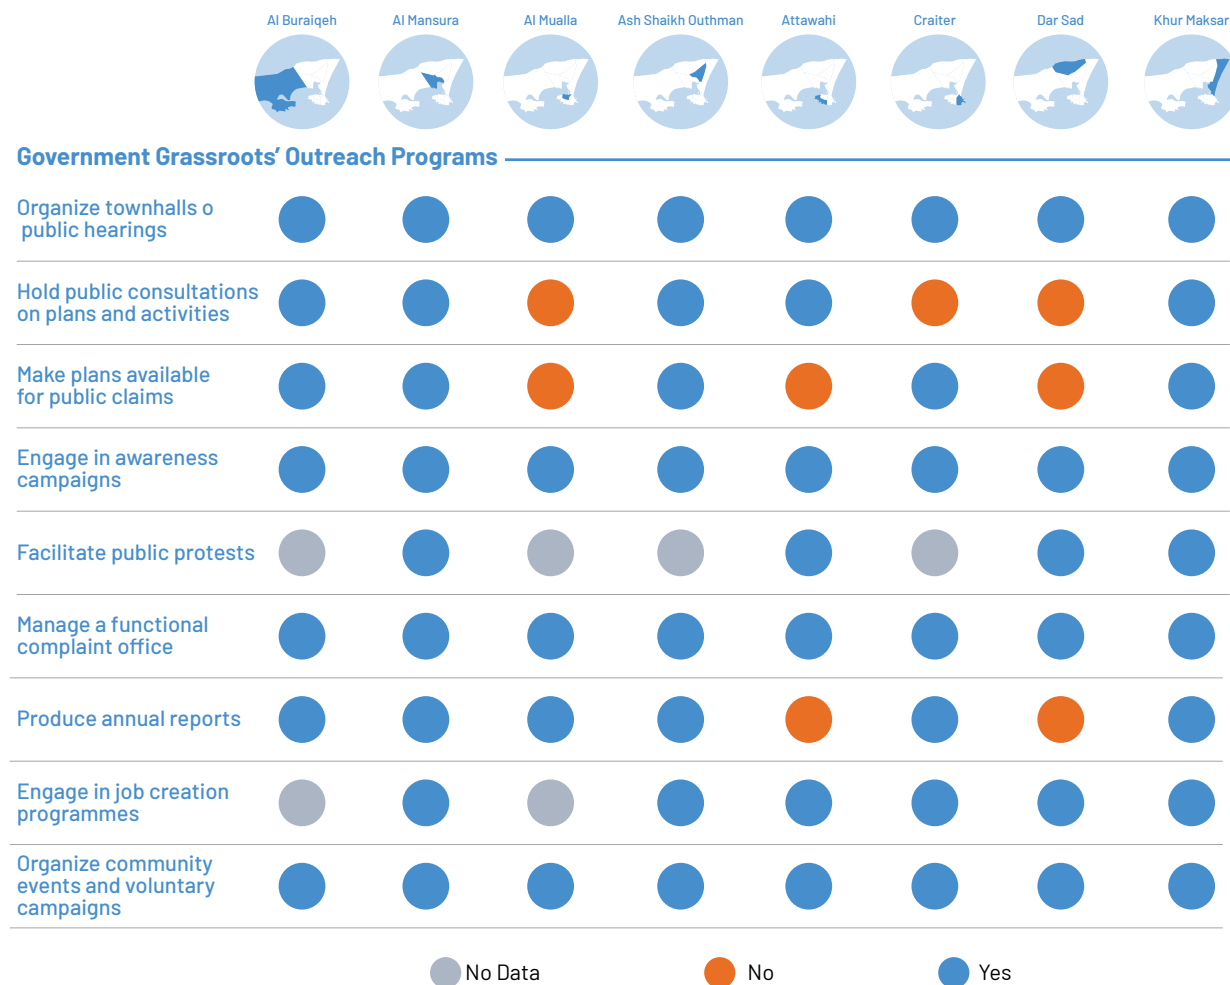 Al Buraiqeh Al Mansura Al Mualla Ash Shaikh Outhman Attawahi Craiter Dar Sad Khur Maksar
Government Grassroots’ Outreach Programs
Organize townhalls o
public hearings
Hold public consultations
on plans and activities
Make plans available
for public claims
Engage in awareness
campaigns
Facilitate public protests
Manage a functional
complaint office
Produce annual reports
Engage in job creation
programmes
Organize community
events and voluntary
campaigns
No Data No Yes